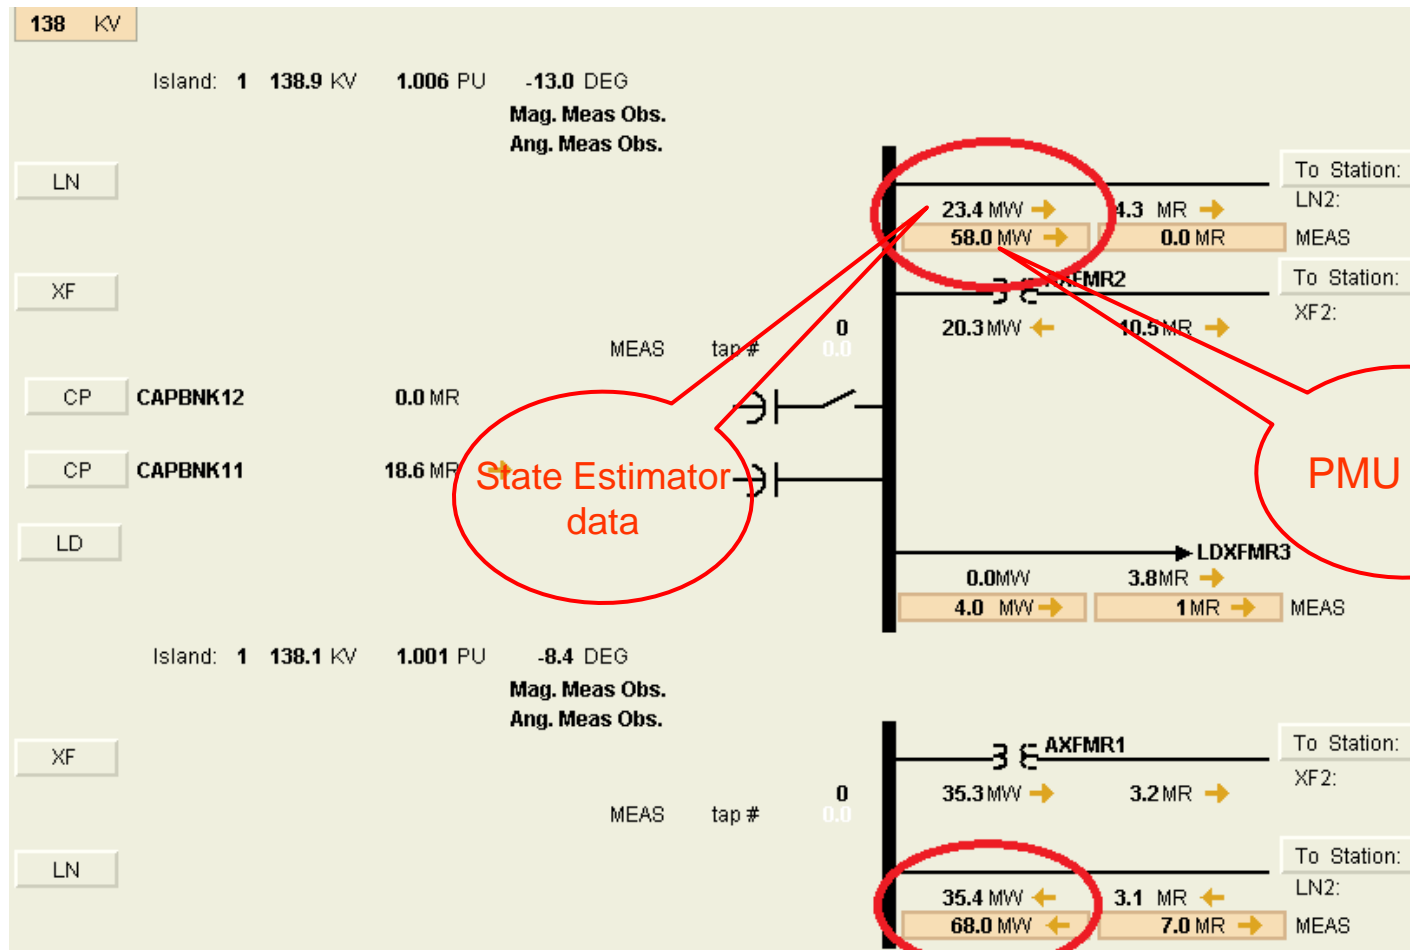 138 KV
Island: 1 138.9 KV 1.006 PU -13.0 DEG
Mag. Meas Obs.
Ang. Meas Obs.
LN
To Station:
23.4 MW 4.3 MR LN2:
58.0 MW 0.0 MR MEAS
XF
AXFMR2 To Station:
20.3 MW 10.5 MR XF2:
0
MEAS tap # 0.0
CP CAPBNK12 0.0 MR
CP CAPBNK11 18.6 MR
State Estimator
data
PMU
LD
LDXFMR3
0.0 MW 3.8 MR
4.0 MW 1 MR MEAS
Island: 1 138.1 KV 1.001 PU -8.4 DEG
Mag. Meas Obs.
Ang. Meas Obs.
XF
AXFMR1 To Station:
35.3 MW 3.2 MR XF2:
0
MEAS tap # 0.0
LN
To Station:
35.4 MW 3.1 MR LN2:
68.0 MW 7.0 MR MEAS